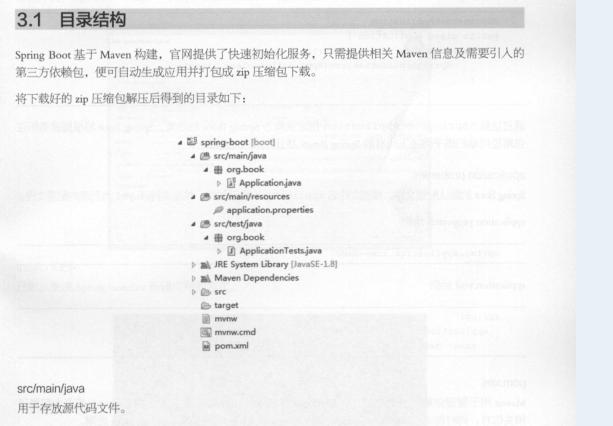 3.1 目录结构
Spring Boot 基于 Maven 构建，官网提供了快速初始化服务，只需提供相关 Maven 信息及需要引入的
第三方依赖包，便可自动生成应用并打包成 zip 压缩包下载。
将下载好的 zip 压缩包解压后得到的目录如下：
spring-boot [boot]
src/main/java
org.book
Application.java
src/main/resources
application.properties
src/test/java
org.book
ApplicationTests.java
JRE System Library [JavaSE-1.8]
Maven Dependencies
src
target
mvnw
mvnw.cmd
pom.xml
src/main/java
用于存放源代码文件。